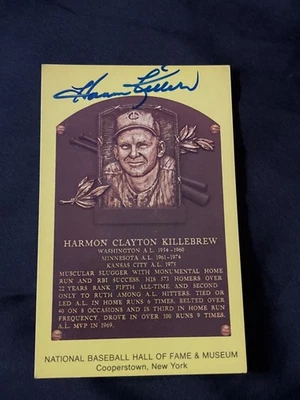 Harmon Killebrew
HARMON CLAYTON KILLEBREW
WASHINGTON A.L. 1954-1960
MINNESOTA A.L. 1961-1974
KANSAS CITY A.L. 1975
MUSCULAR SLUGGER WITH MONUMENTAL HOME
RUN AND RBI SUCCESS. HIS 573 HOMERS OVER
22 YEARS RANK FIFTH ALL-TIME AND SECOND
ONLY TO RUTH AMONG A.L. HITTERS. TIED OR
LED A.L. IN HOME RUNS 6 TIMES. BELTED OVER
40 ON 8 OCCASIONS AND IS THIRD IN HOME RUN
FREQUENCY. DROVE IN OVER 100 RUNS 9 TIMES.
A.L. MVP IN 1969.
NATIONAL BASEBALL HALL OF FAME & MUSEUM
Cooperstown, New York